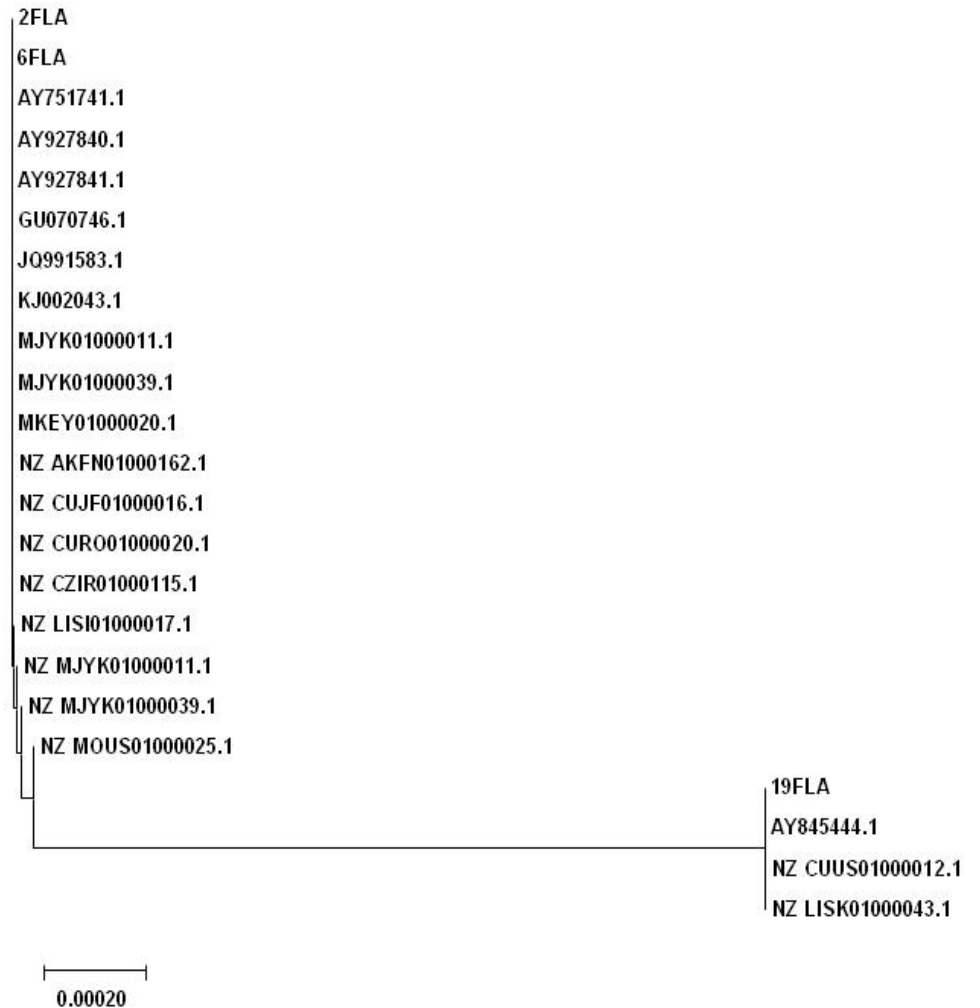 2FLA
6FLA
AY751741.1
AY927840.1
AY927841.1
GU070746.1
JQ991583.1
KJ002043.1
MJYK01000011.1
MJYK01000039.1
MKEY01000020.1
NZ AKFN01000162.1
NZ CUJF01000016.1
NZ CURO01000020.1
NZ CZIR01000115.1
NZ LISI01000017.1
NZ MJYK01000011.1
NZ MJYK01000039.1
NZ MOUS01000025.1
19FLA
AY845444.1
NZ CUUS01000012.1
NZ LISK01000043.1
0.00020